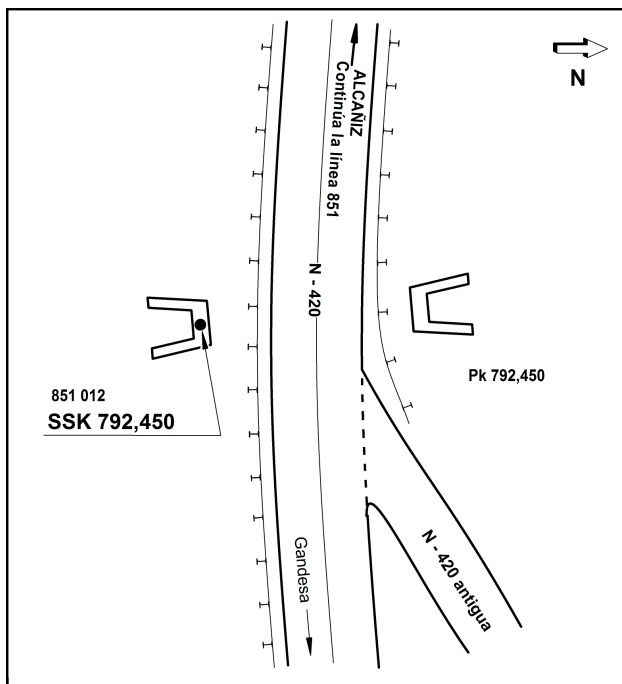 N
ALCAÑIZ
Continúa la línea 851
N - 420
Pk 792,450
851 012
SSK 792,450
Gandesa
N - 420 antigua